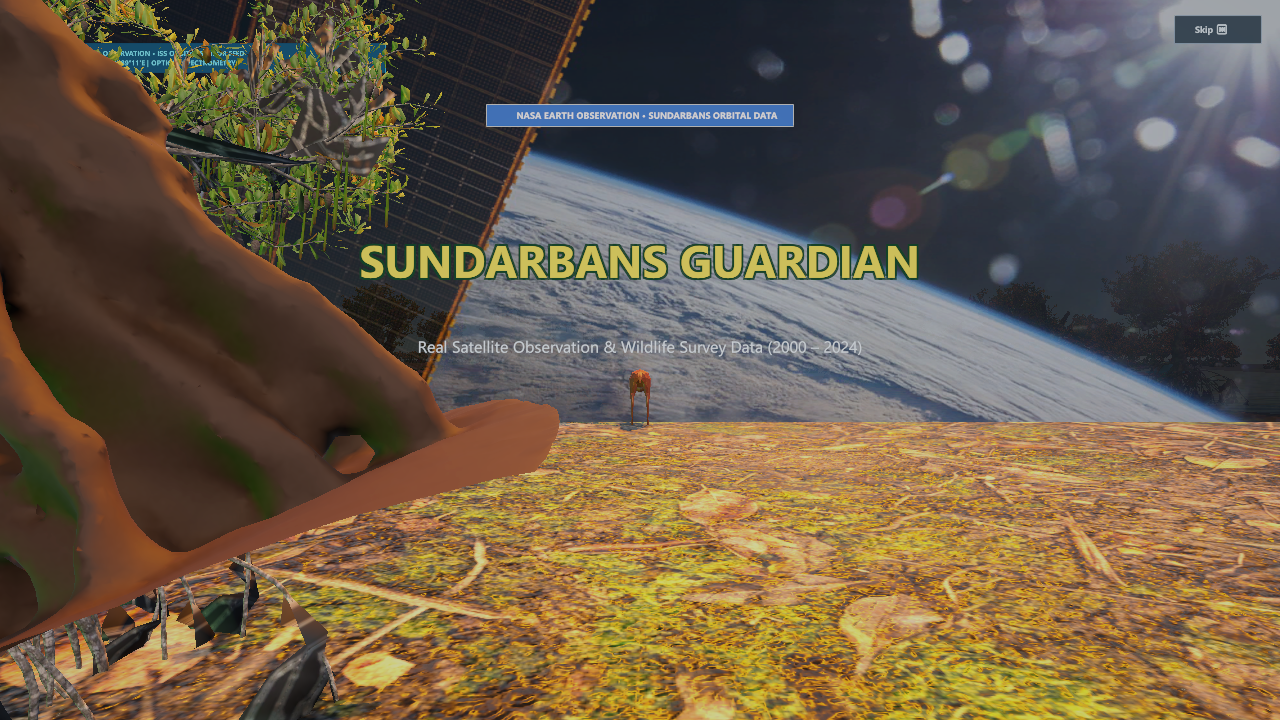 Skip
NASA EARTH OBSERVATION • SUNDARBANS ORBITAL DATA
SUNDARBANS GUARDIAN
Real Satellite Observation & Wildlife Survey Data (2000 – 2024)